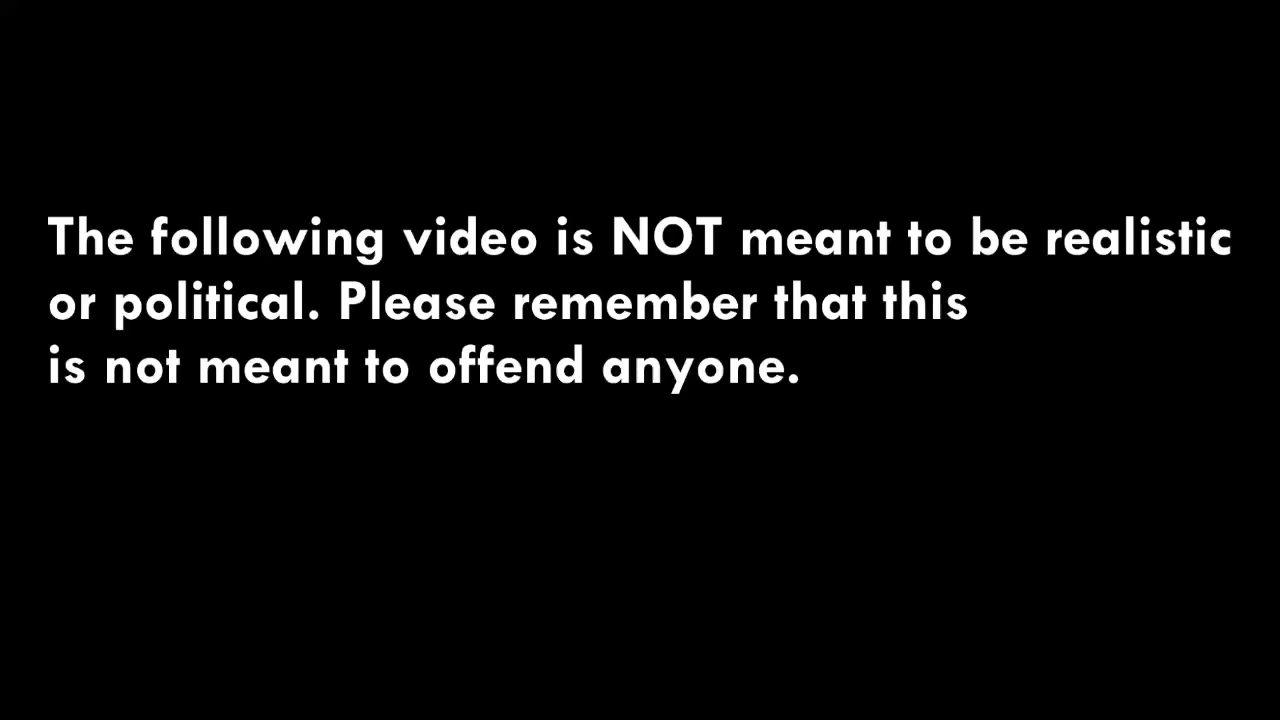 The following video is NOT meant to be realistic
or political. Please remember that this
is not meant to offend anyone.